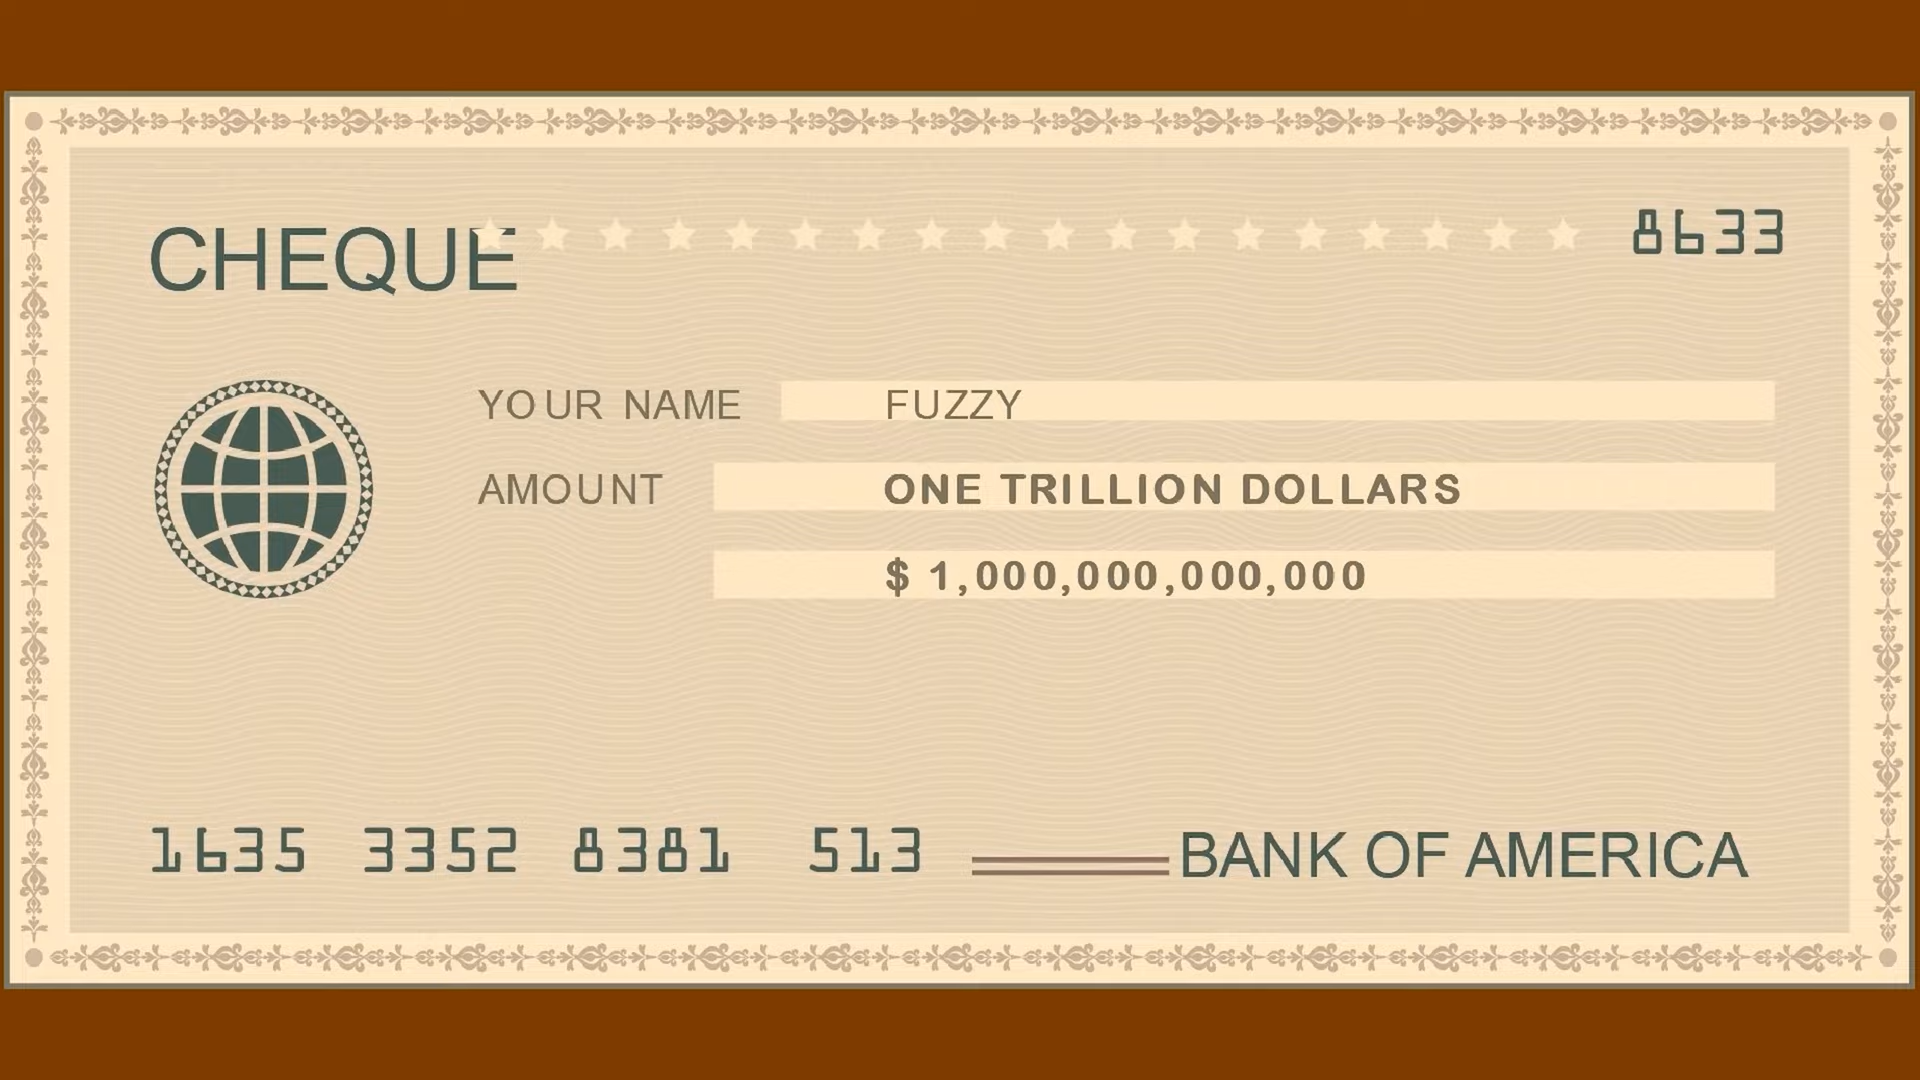 CHEQUE 8633
YOUR NAME FUZZY
AMOUNT ONE TRILLION DOLLARS
$ 1,000,000,000,000
1635 3352 8381 513 BANK OF AMERICA